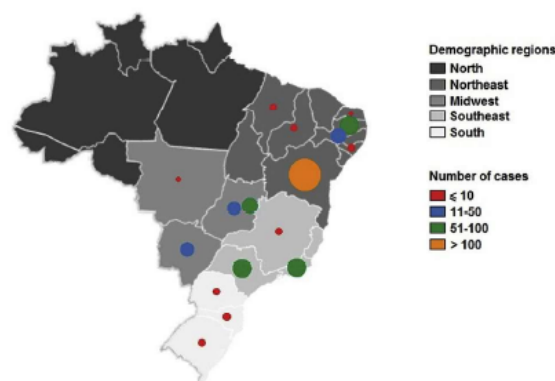 Demographic regions
North
Northeast
Midwest
Southeast
South
Number of cases
⩽ 10
11-50
51-100
> 100